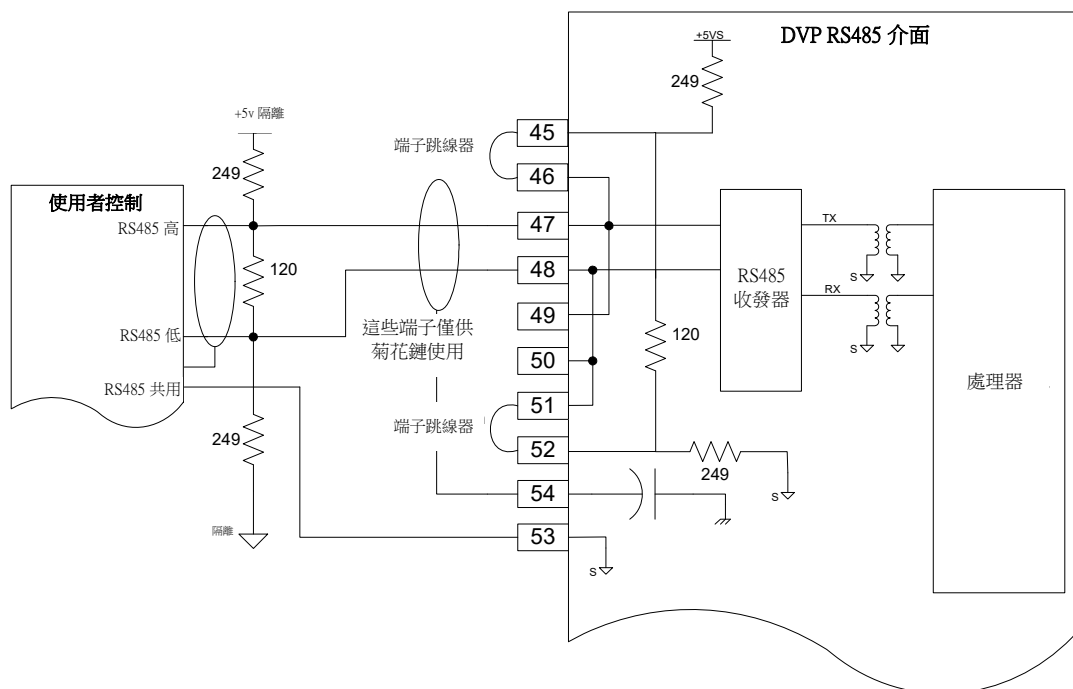 DVP RS485 介面
+5VS
249
+5v 隔離
249
端子跳線器
45
46
使用者控制
RS485 高
47
TX
120
48
RS485
收發器
49
RX
S
S
這些端子僅供
菊花鏈使用
RS485 低
120
50
處理器
RS485 共用
51
249
端子跳線器
52
249
S
54
隔離
53
S